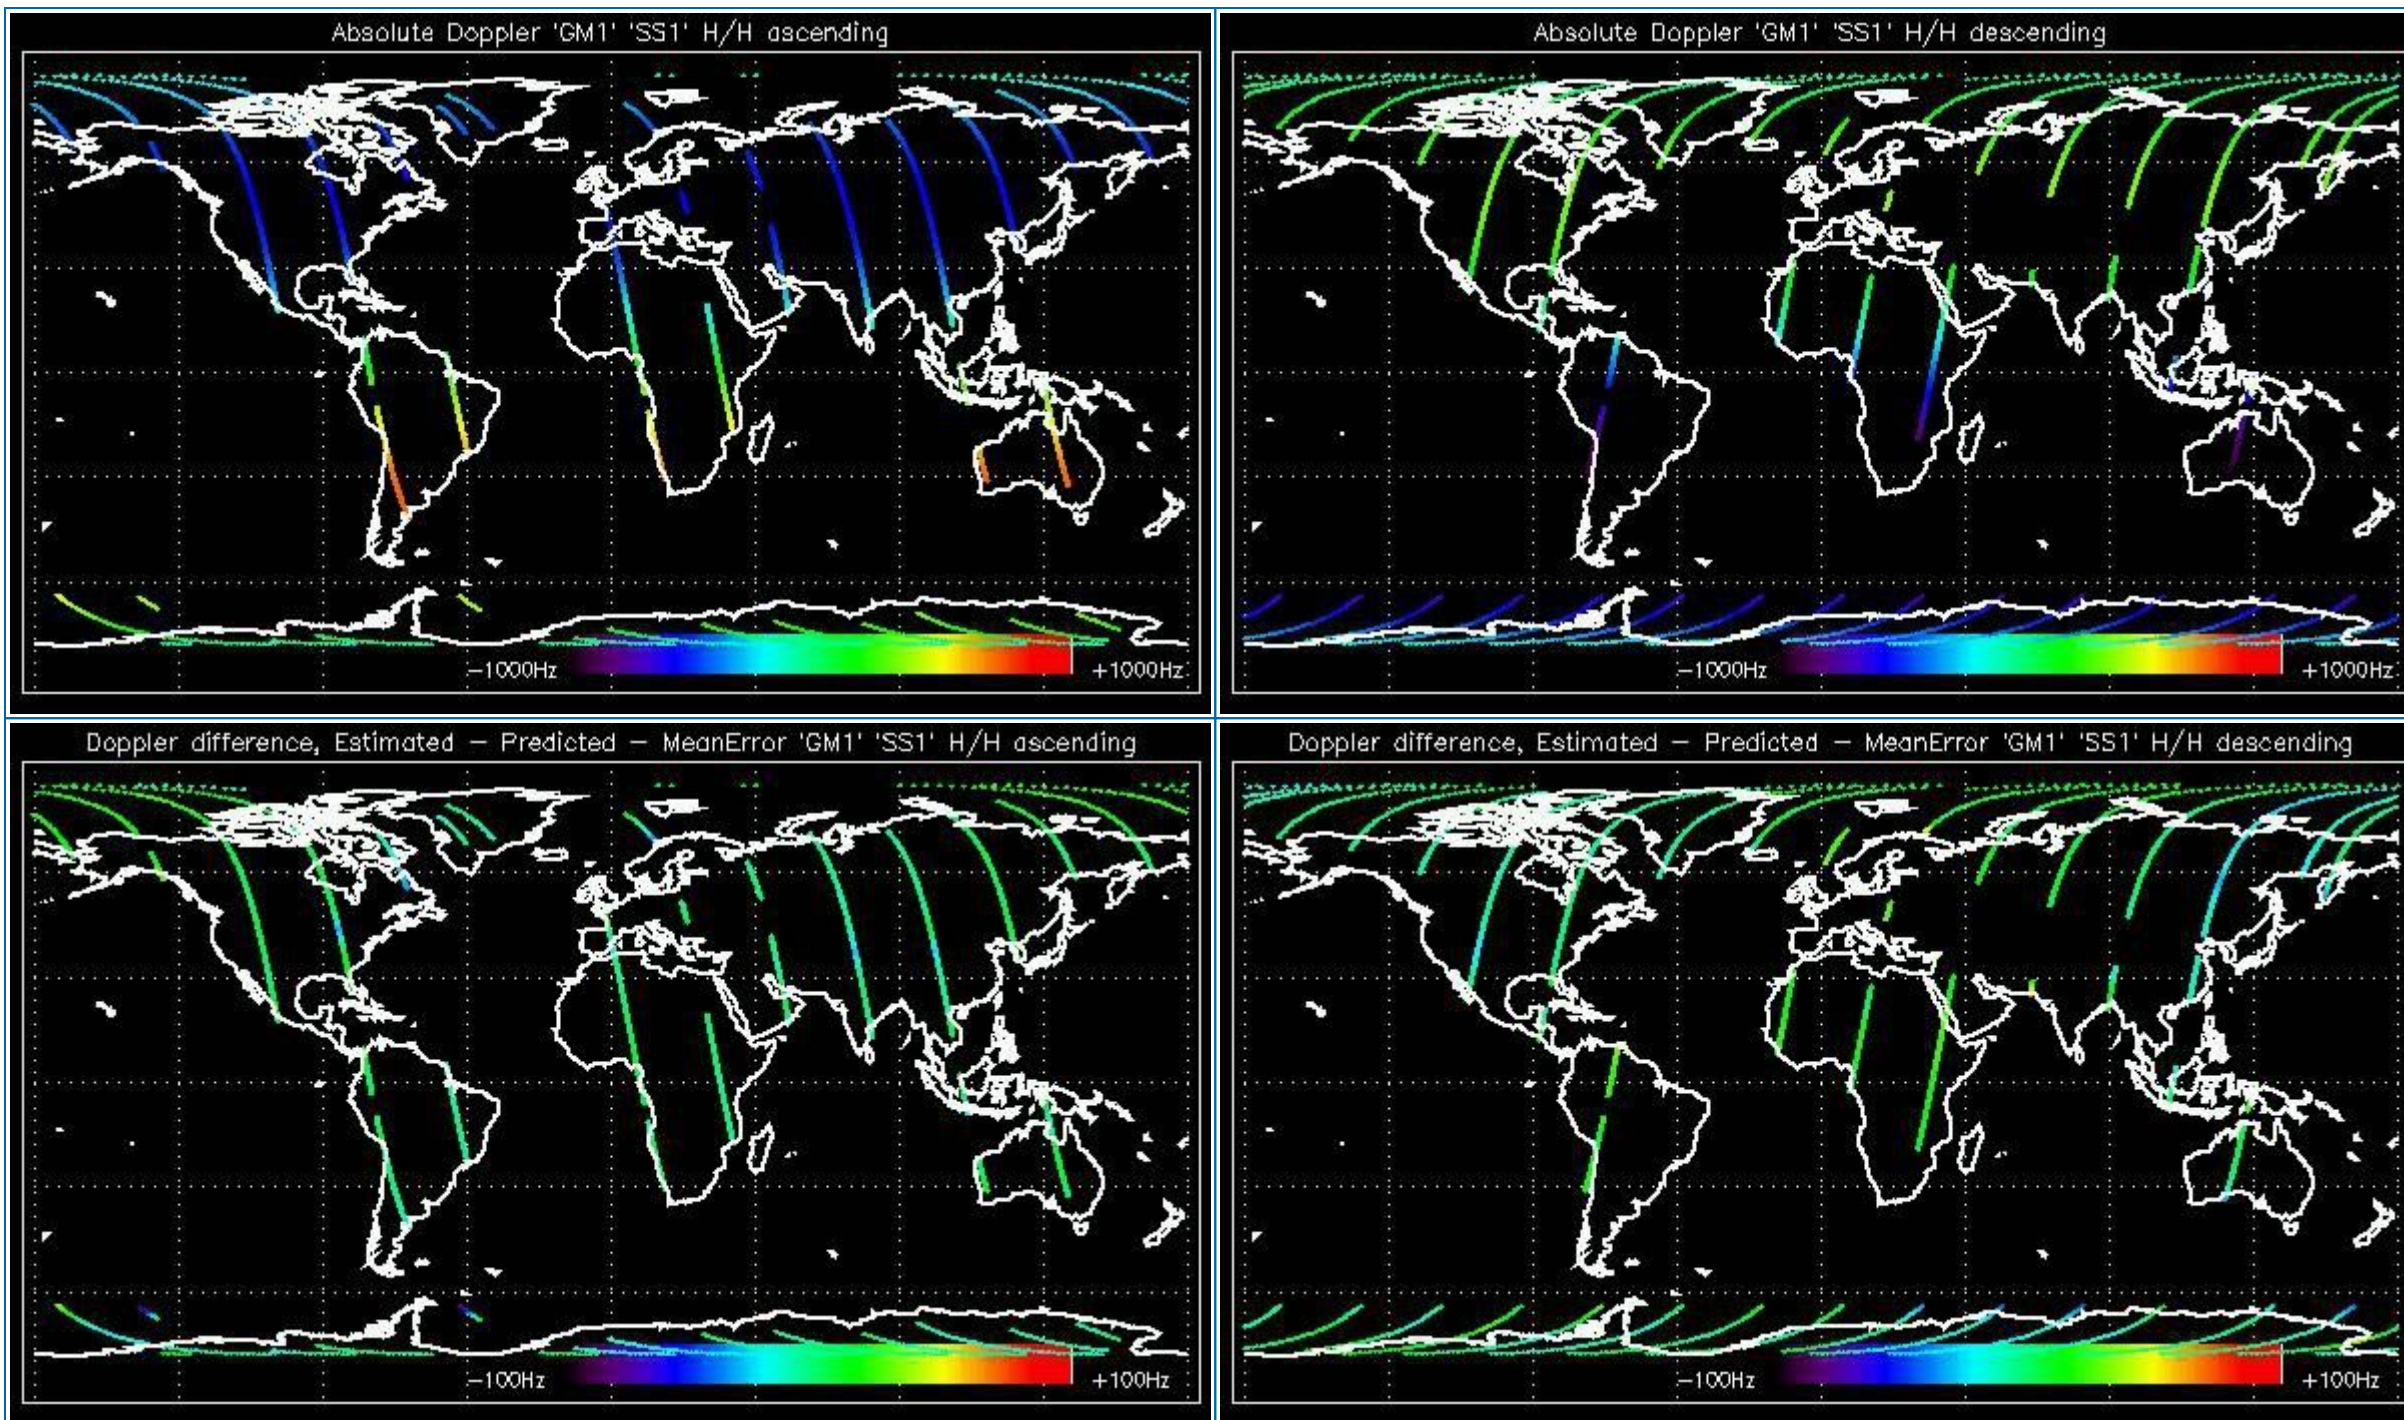 Absolute Doppler 'GM1' 'SS1' H/H ascending
-1000Hz
+1000Hz
Absolute Doppler 'GM1' 'SS1' H/H descending
-1000Hz
+1000Hz
Doppler difference, Estimated - Predicted - MeanError 'GM1' 'SS1' H/H ascending
-100Hz
+100Hz
Doppler difference, Estimated - Predicted - MeanError 'GM1' 'SS1' H/H descending
-100Hz
+100Hz